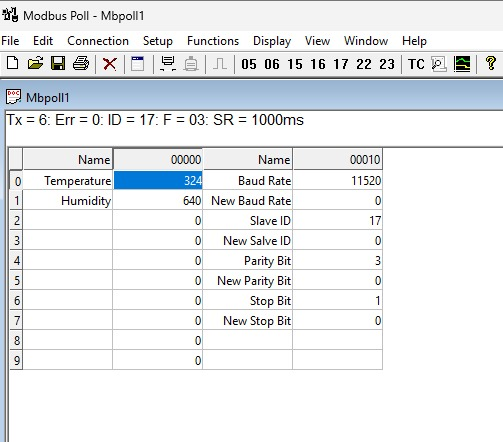 Modbus Poll - Mbpoll1
File Edit Connection Setup Functions Display View Window Help
05 06 15 16 17 22 23 TC
Mbpoll1
Tx = 6: Err = 0: ID = 17: F = 03: SR = 1000ms
Name 00000 Name 00010
0 Temperature 324 Baud Rate 11520
1 Humidity 640 New Baud Rate 0
2 0 Slave ID 17
3 0 New Salve ID 0
4 0 Parity Bit 3
5 0 New Parity Bit 0
6 0 Stop Bit 1
7 0 New Stop Bit 0
8 0
9 0